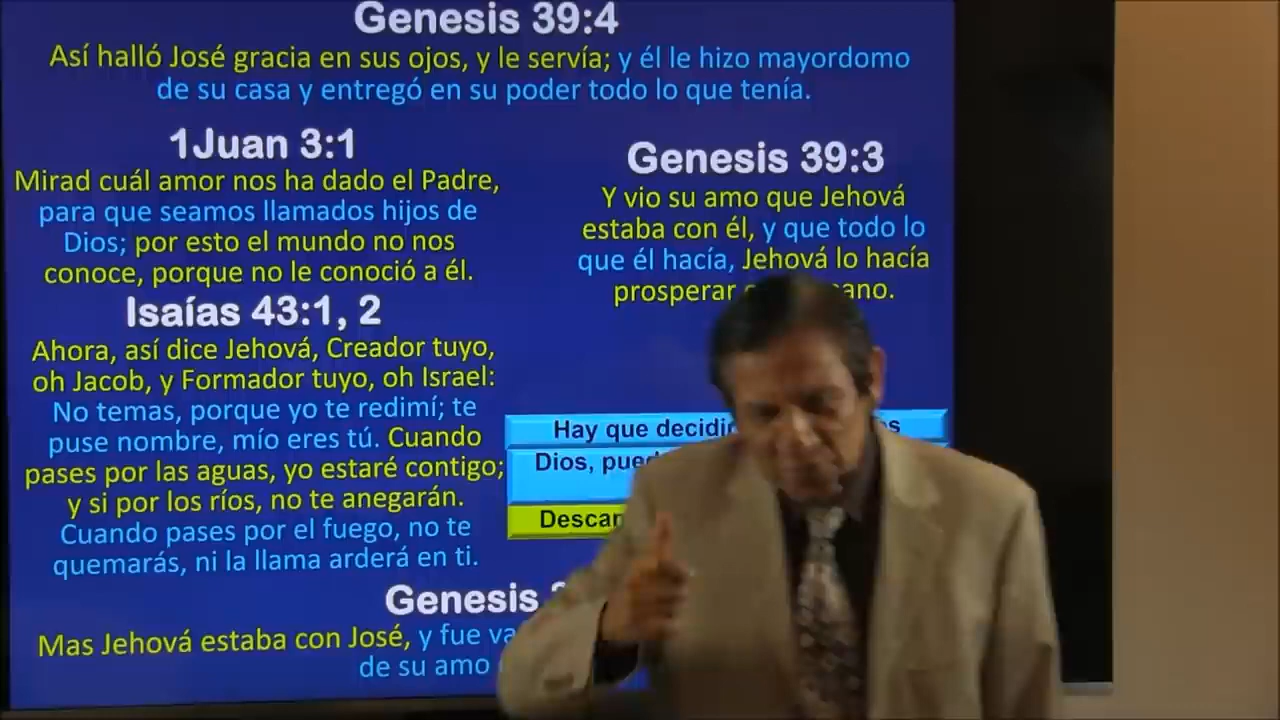 Genesis 39:4
Así halló José gracia en sus ojos, y le servía; y él le hizo mayordomo
de su casa y entregó en su poder todo lo que tenía.
1Juan 3:1
Mirad cuál amor nos ha dado el Padre,
para que seamos llamados hijos de
Dios; por esto el mundo no nos
conoce, porque no le conoció a él.
Isaías 43:1, 2
Ahora, así dice Jehová, Creador tuyo,
oh Jacob, y Formador tuyo, oh Israel:
No temas, porque yo te redimí; te
puse nombre, mío eres tú. Cuando
pases por las aguas, yo estaré contigo;
y si por los ríos, no te anegarán.
Cuando pases por el fuego, no te
quemarás, ni la llama arderá en ti.
Genesis 39:3
Y vio su amo que Jehová
estaba con él, y que todo lo
que él hacía, Jehová lo hacía
prosperar
Hay que
Dios,
Genesis
Mas Jehová estaba con José, y fue
de su amo